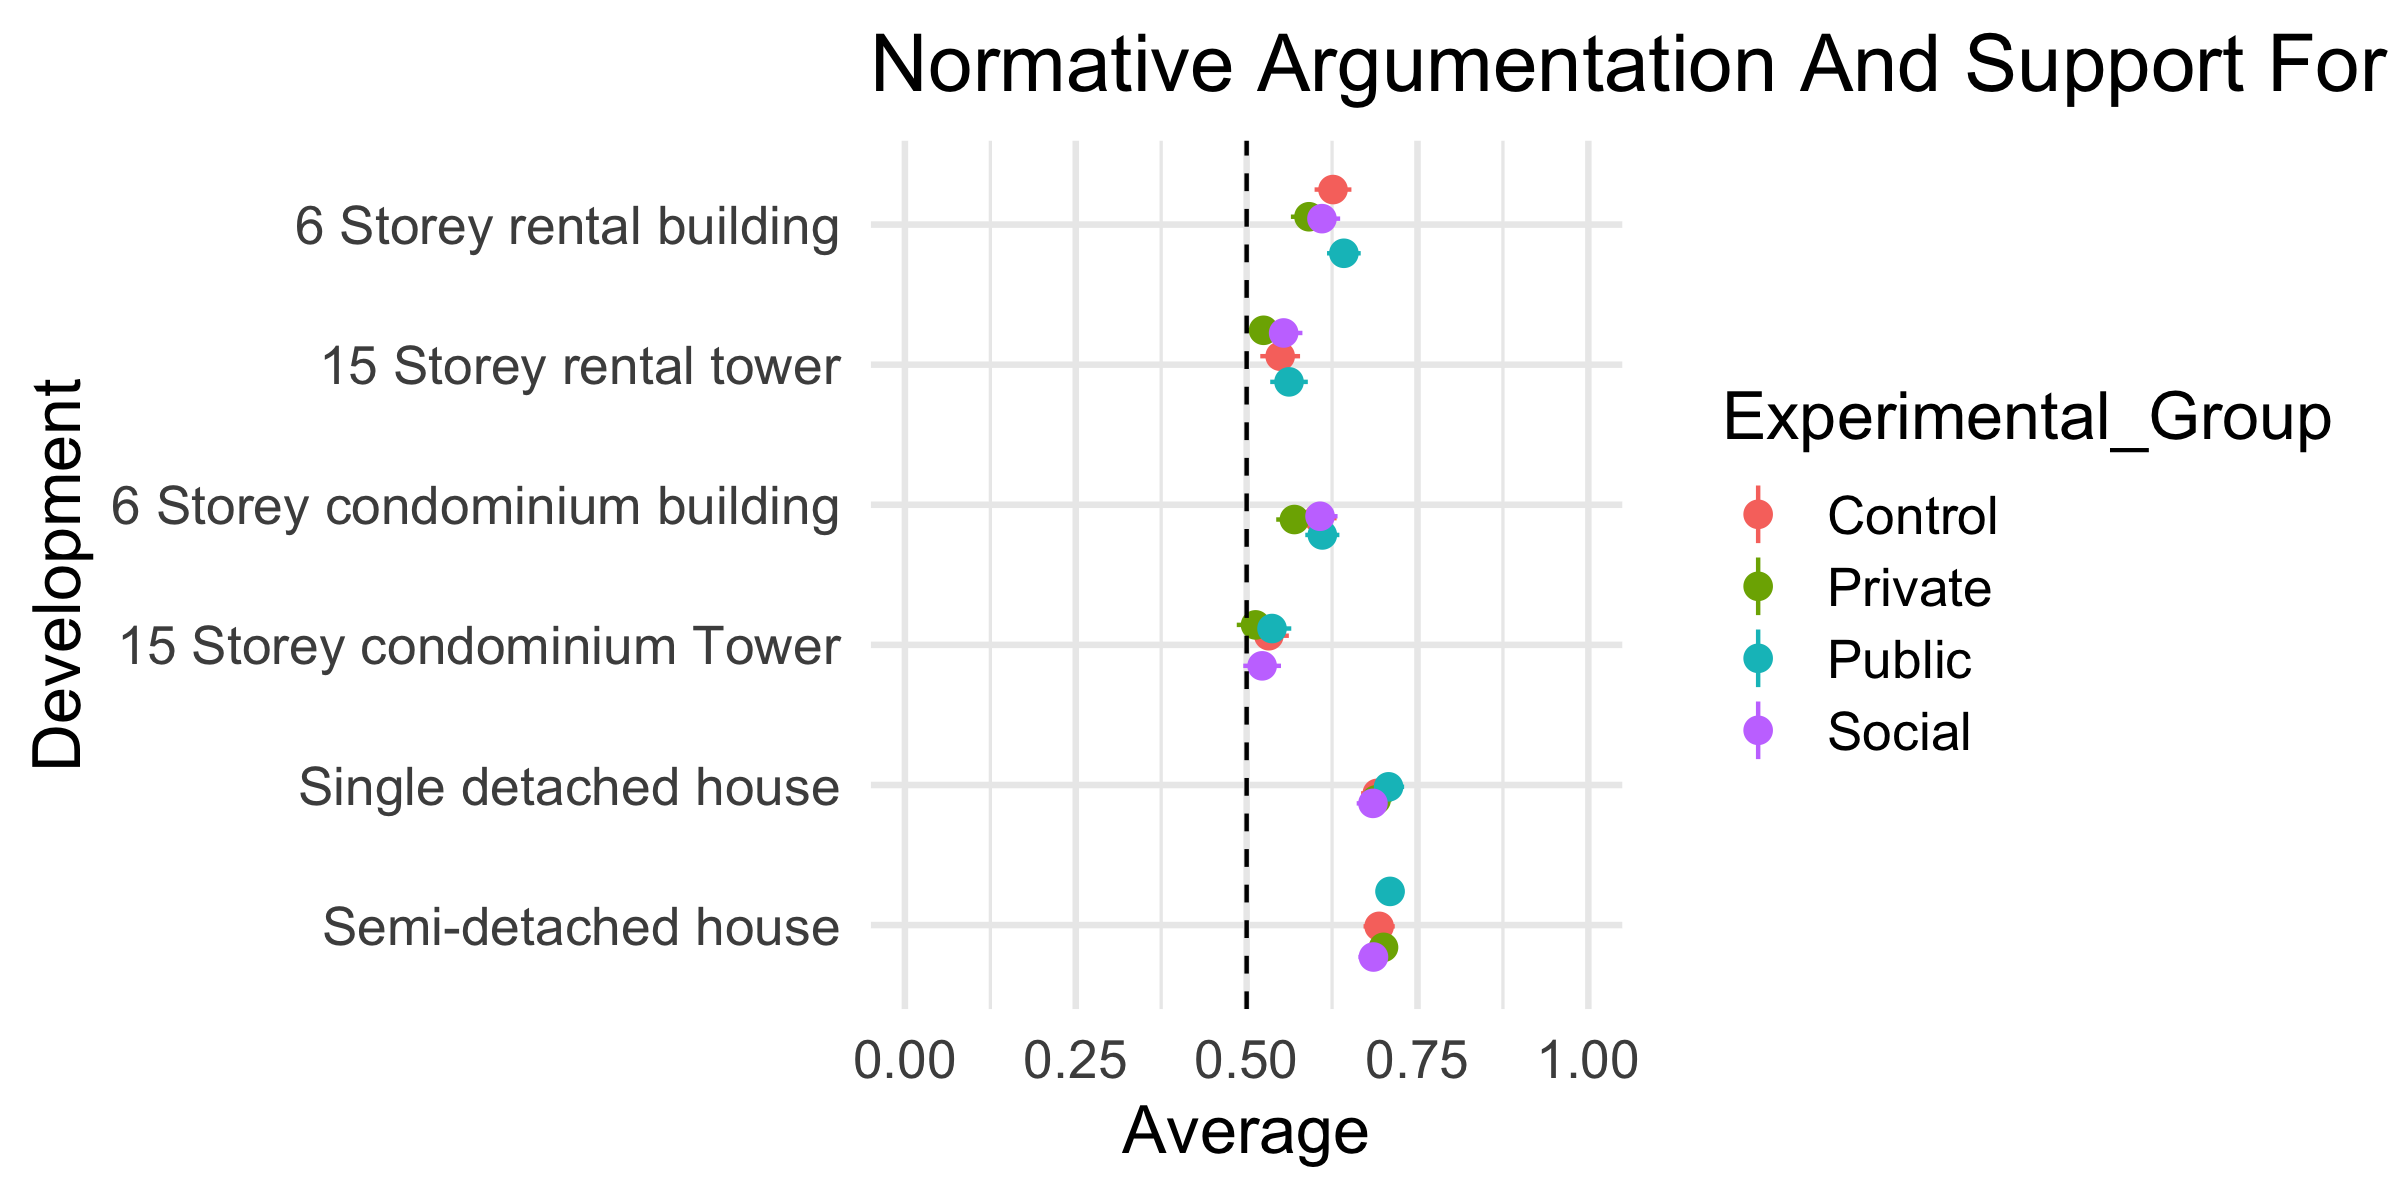 Normative Argumentation And Support For
Development
6 Storey rental building
15 Storey rental tower
6 Storey condominium building
15 Storey condominium Tower
Single detached house
Semi-detached house
0.00 0.25 0.50 0.75 1.00
Average
Experimental_Group
Control
Private
Public
Social